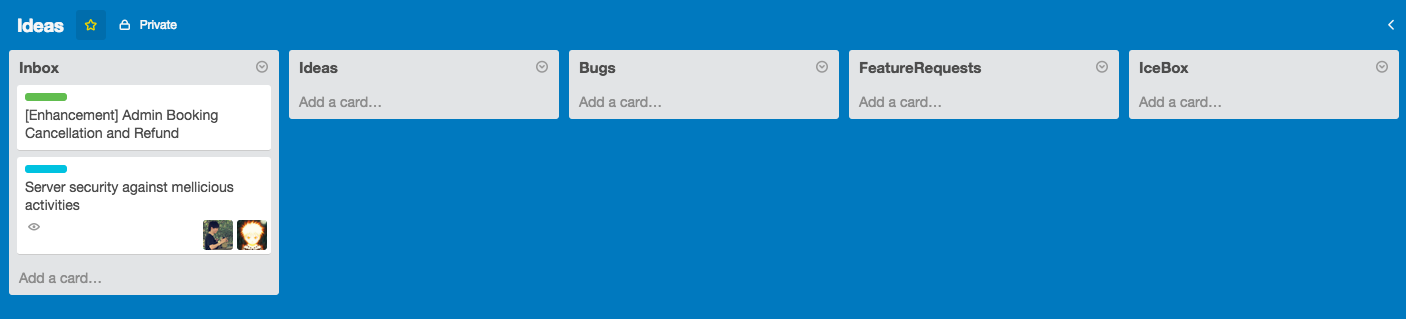 Ideas
Private
Inbox
[Enhancement] Admin Booking
Cancellation and Refund
Server security against mellicious
activities
Add a card…
Ideas
Add a card…
Bugs
Add a card…
FeatureRequests
Add a card…
IceBox
Add a card…